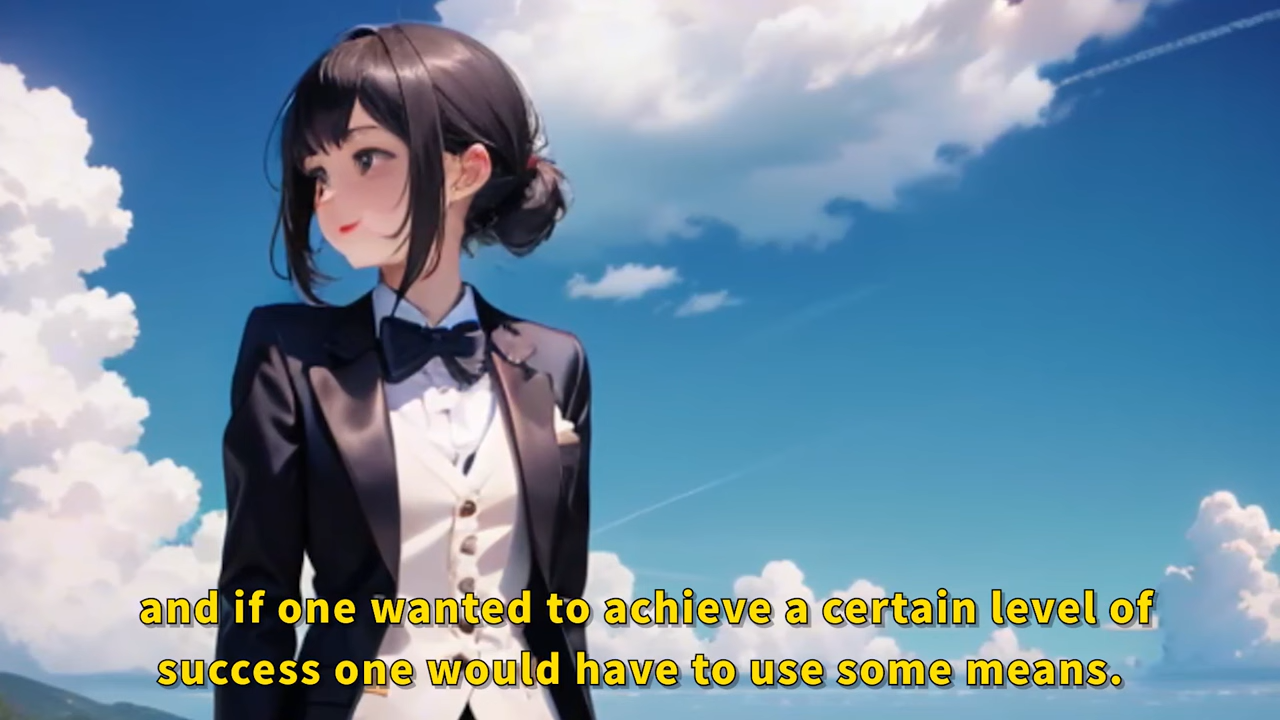 and if one wanted to achieve a certain level of
success one would have to use some means.